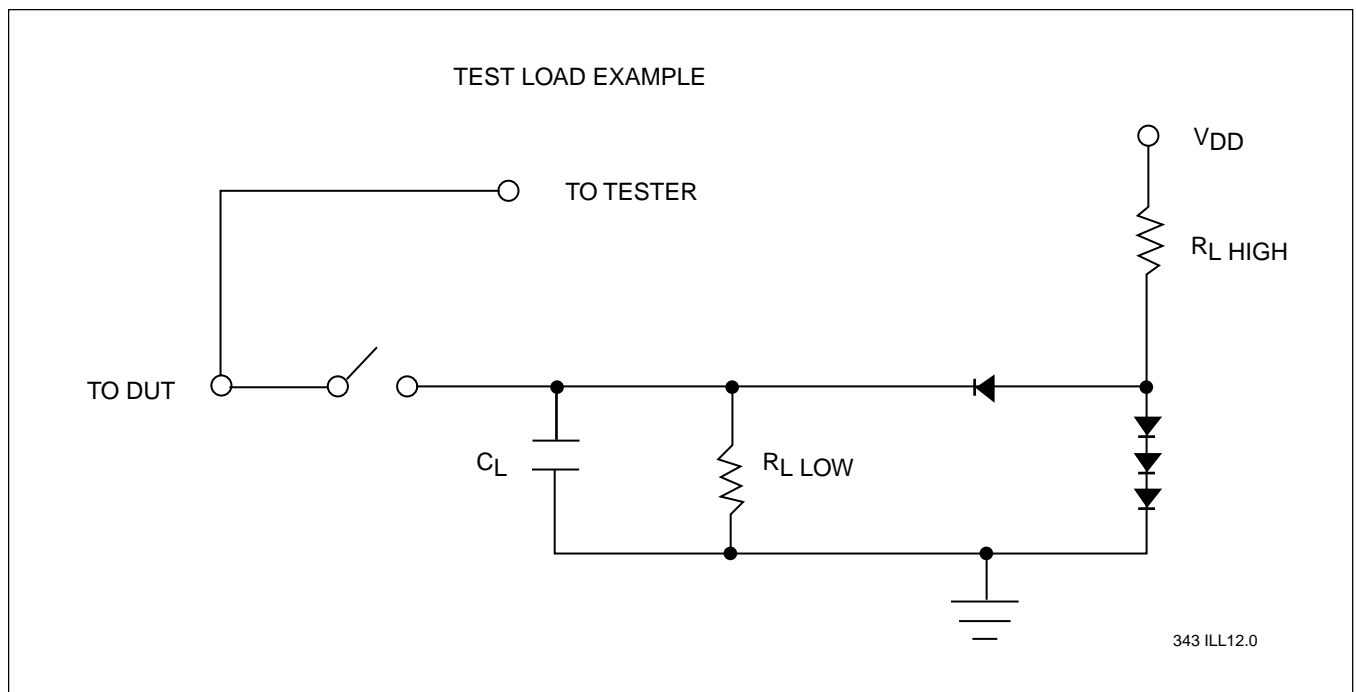 TEST LOAD EXAMPLE
VDD
TO TESTER
RL HIGH
TO DUT
CL
RL LOW
343 ILL12.0